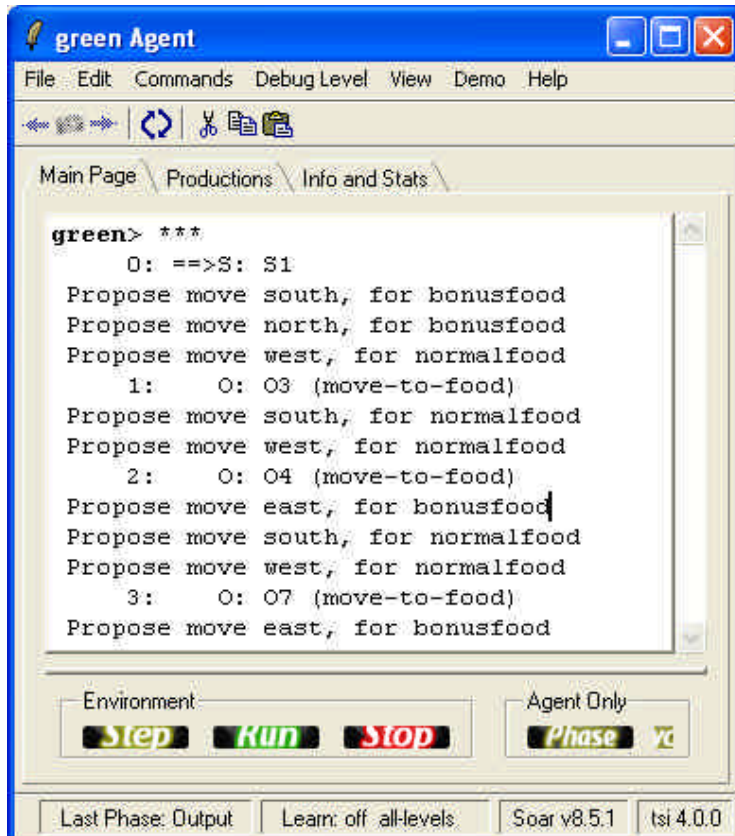 green Agent
File Edit Commands Debug Level View Demo Help
Main Page Productions Info and Stats
green> ***
0: ==>S: S1
Propose move south, for bonusfood
Propose move north, for bonusfood
Propose move west, for normalfood
1: O: O3 (move-to-food)
Propose move south, for normalfood
Propose move west, for normalfood
2: O: O4 (move-to-food)
Propose move east, for bonusfood
Propose move south, for normalfood
Propose move west, for normalfood
3: O: O7 (move-to-food)
Propose move east, for bonusfood
Environment Agent Only
Step Run Stop Phase
Last Phase: Output Learn: off all-levels Soar v8.5.1 tsi 4.0.0